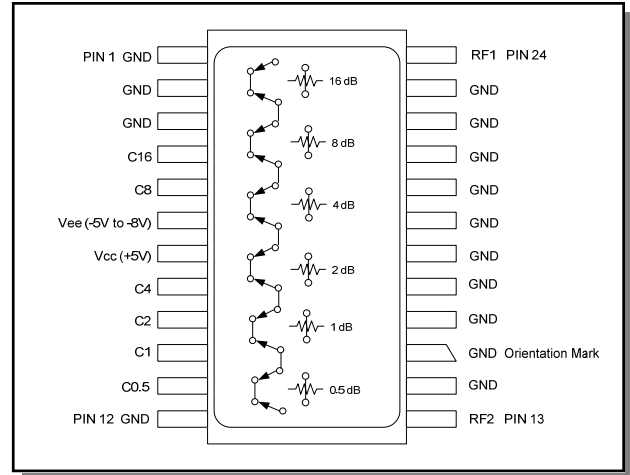 PIN 1 GND
GND
GND
C16
C8
Vee (-5V to -8V)
Vcc (+5V)
C4
C2
C1
C0.5
PIN 12 GND
16 dB
8 dB
4 dB
2 dB
1 dB
0.5 dB
RF1 PIN 24
GND
GND
GND
GND
GND
GND
GND
GND
GND Orientation Mark
GND
RF2 PIN 13